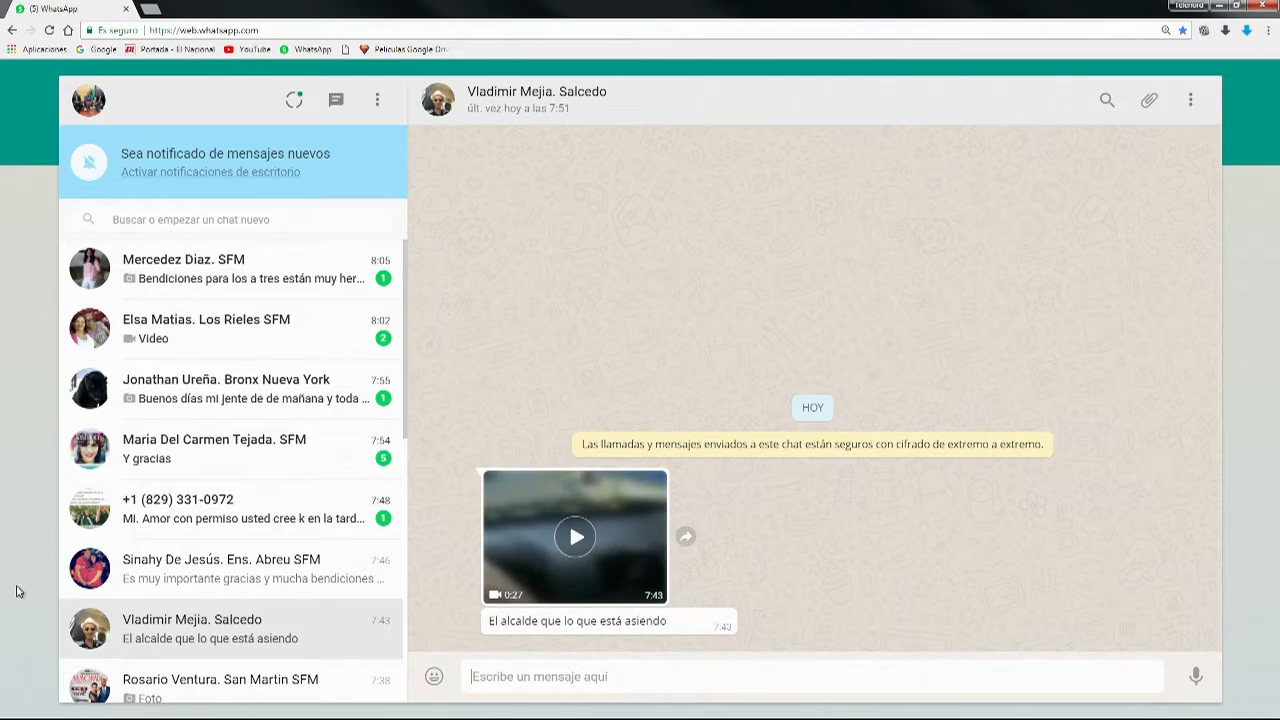 (5) WhatsApp
Telenord
Es seguro | https://web.whatsapp.com
Aplicaciones Google Portada - El Nacional YouTube WhatsApp Peliculas Google Dri
Vladimir Mejia. Salcedo
últ. vez hoy a las 7:51
Sea notificado de mensajes nuevos
Activar notificaciones de escritorio
Buscar o empezar un chat nuevo
Mercedez Diaz. SFM 8:05
Bendiciones para los a tres están muy her... 1
Elsa Matias. Los Rieles SFM 8:02
Video 2
Jonathan Ureña. Bronx Nueva York 7:55
Buenos días mi jente de de mañana y toda ... 1
Maria Del Carmen Tejada. SFM 7:54
Y gracias 5
+1 (829) 331-0972 7:48
Mi. Amor con permiso usted cree k en la tard... 1
Sinahy De Jesús. Ens. Abreu SFM 7:46
Es muy importante gracias y mucha bendiciones ...
Vladimir Mejia. Salcedo 7:43
El alcalde que lo que está asiendo
Rosario Ventura. San Martin SFM 7:38
Foto
HOY
Las llamadas y mensajes enviados a este chat están seguros con cifrado de extremo a extremo.
0:27 7:43
El alcalde que lo que está asiendo 7:43
Escribe un mensaje aquí